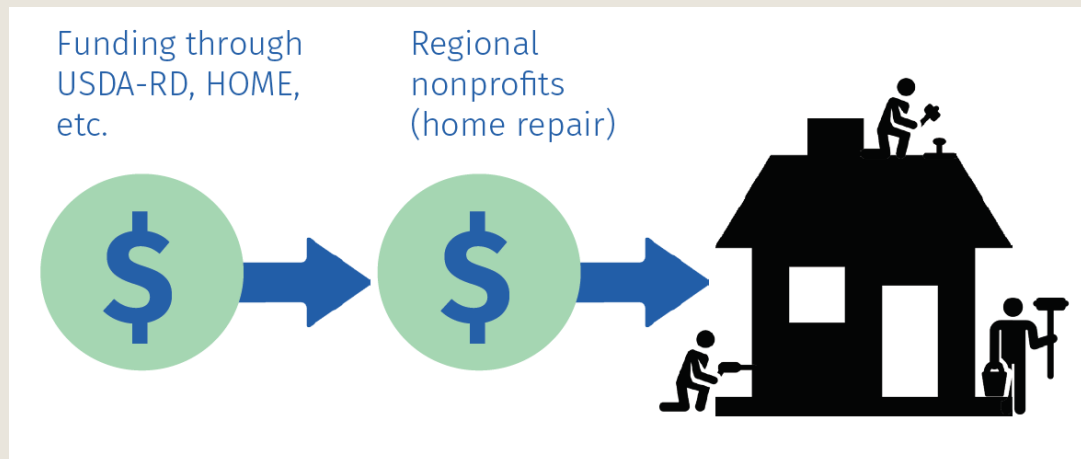 Funding through
USDA-RD, HOME,
etc.
Regional
nonprofits
(home repair)
$
$